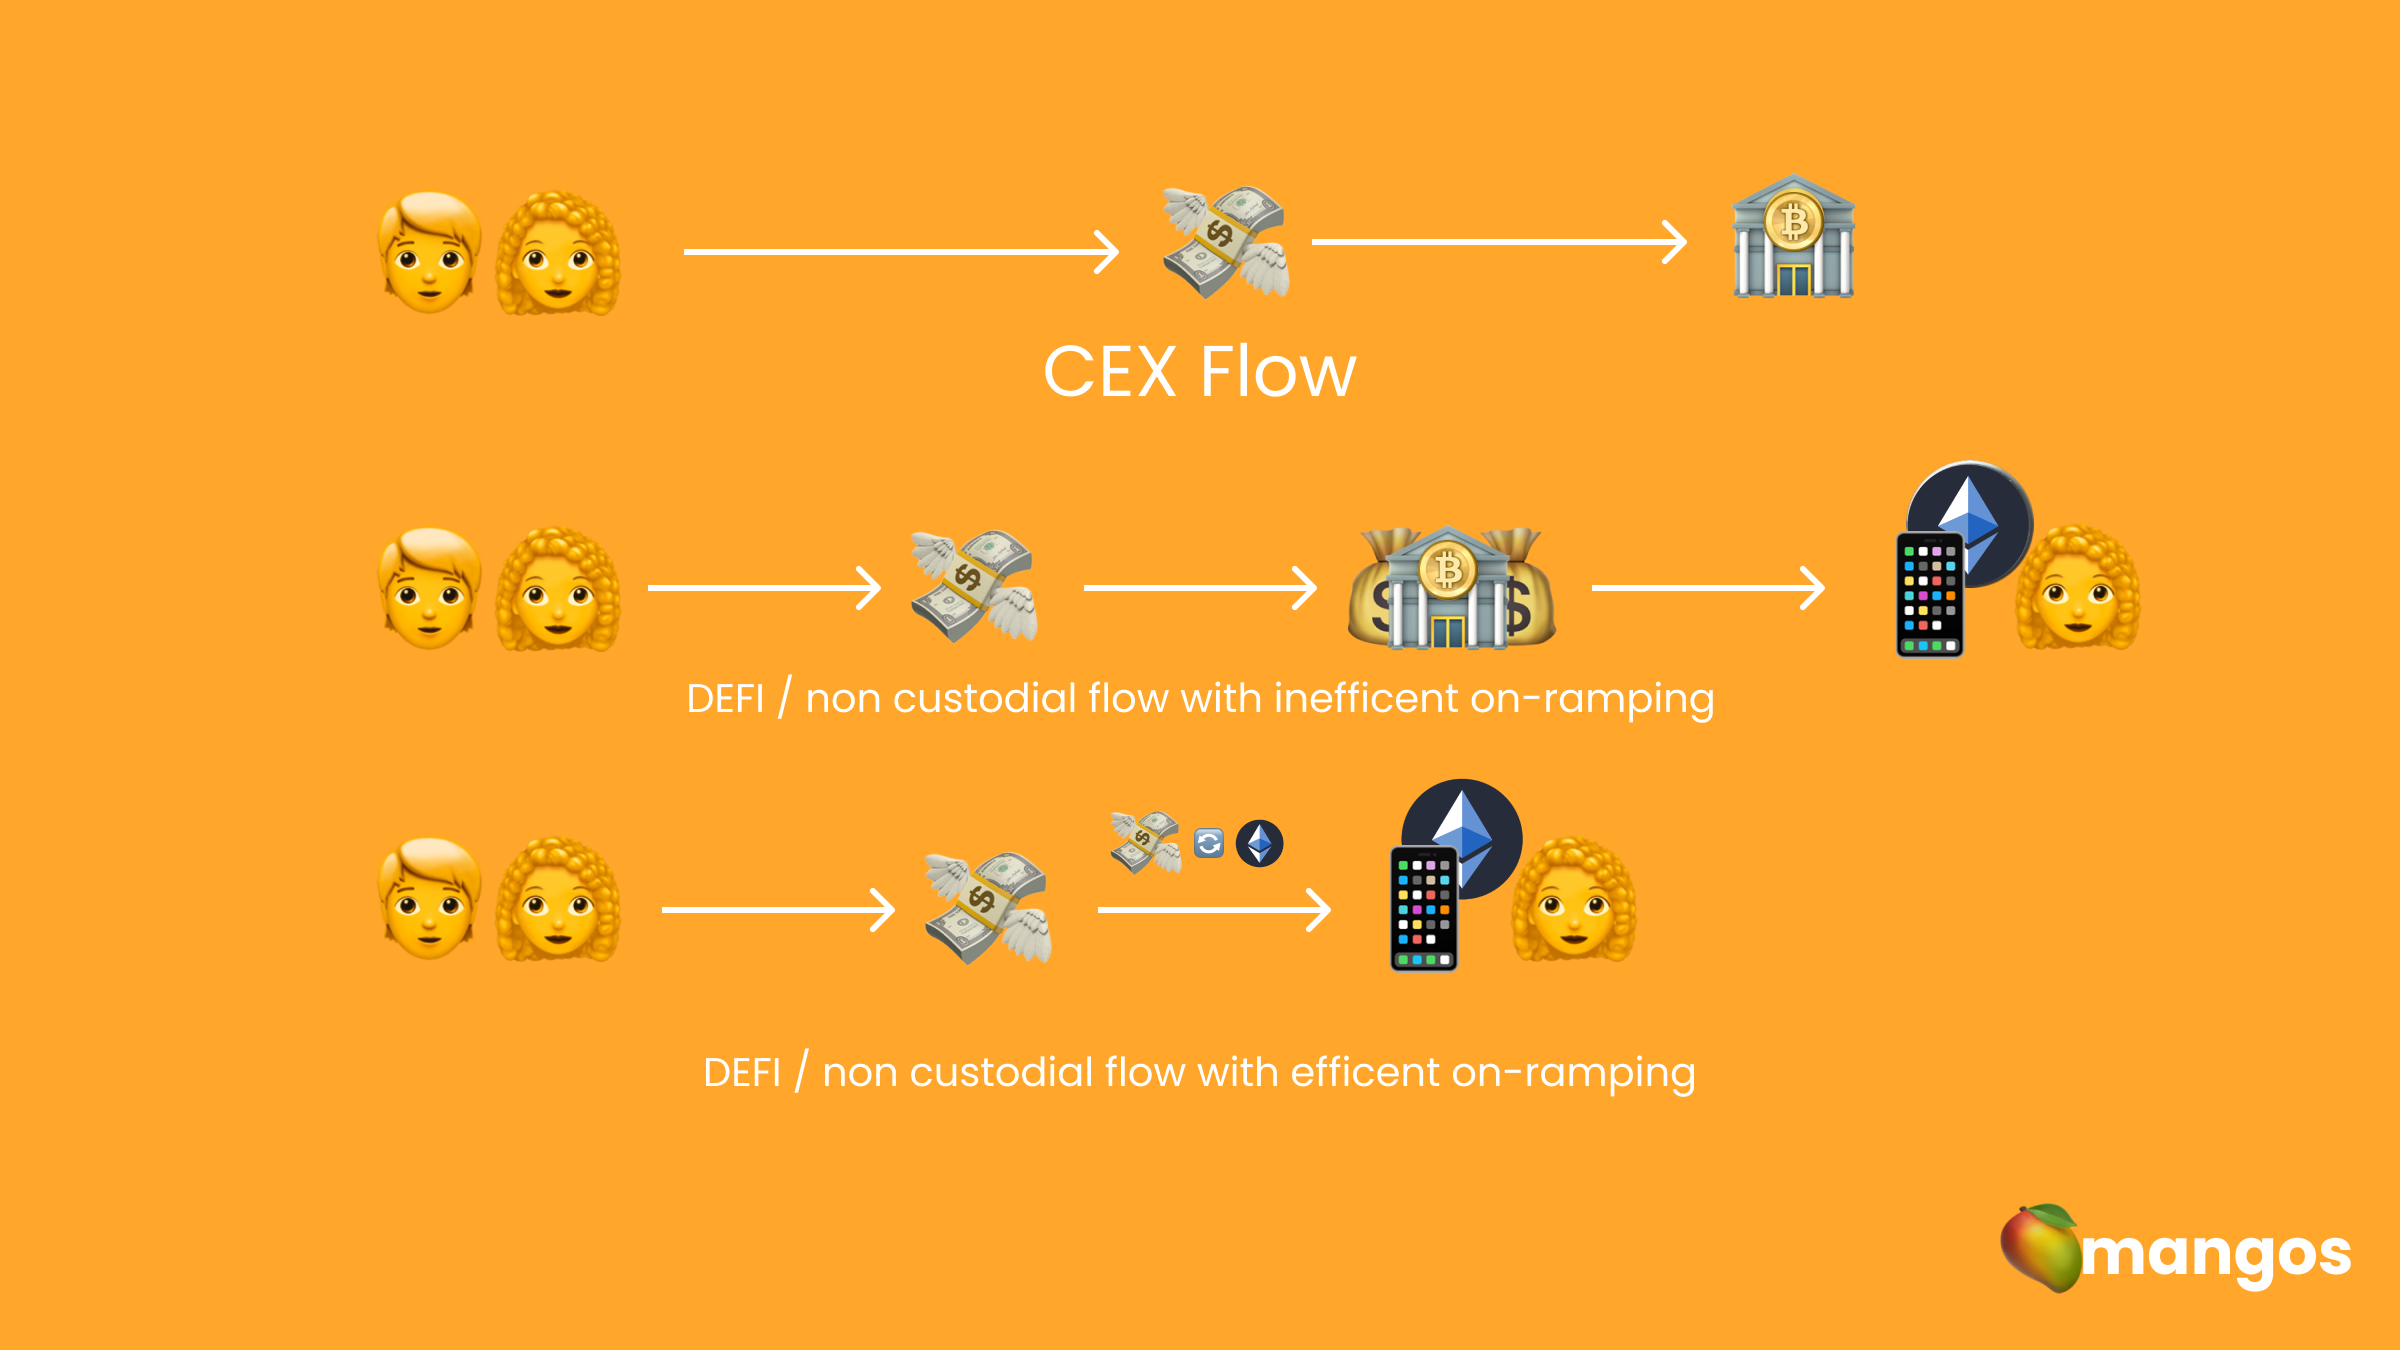 CEX Flow
DEFI / non custodial flow with inefficent on-ramping
DEFI / non custodial flow with efficent on-ramping
mangos